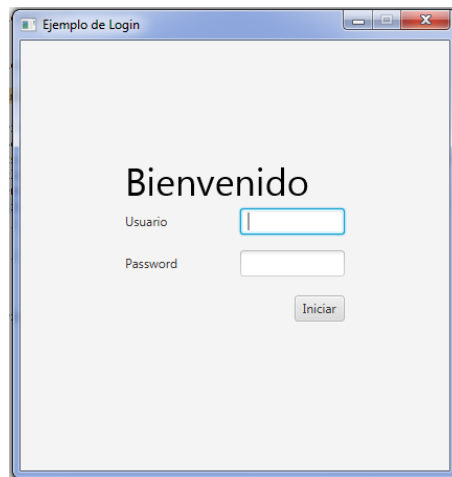 Ejemplo de Login
Bienvenido
Usuario
Password
Iniciar